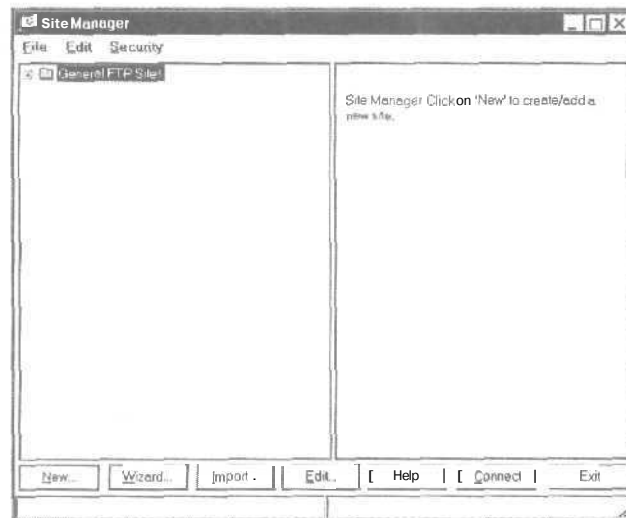 Site Manager
File Edit Security
General FTP Sites
Site Manager Click on 'New' to create/add a
new site.
New... Wizard... Import . Edit.. [ Help ] [ Connect ] Exit